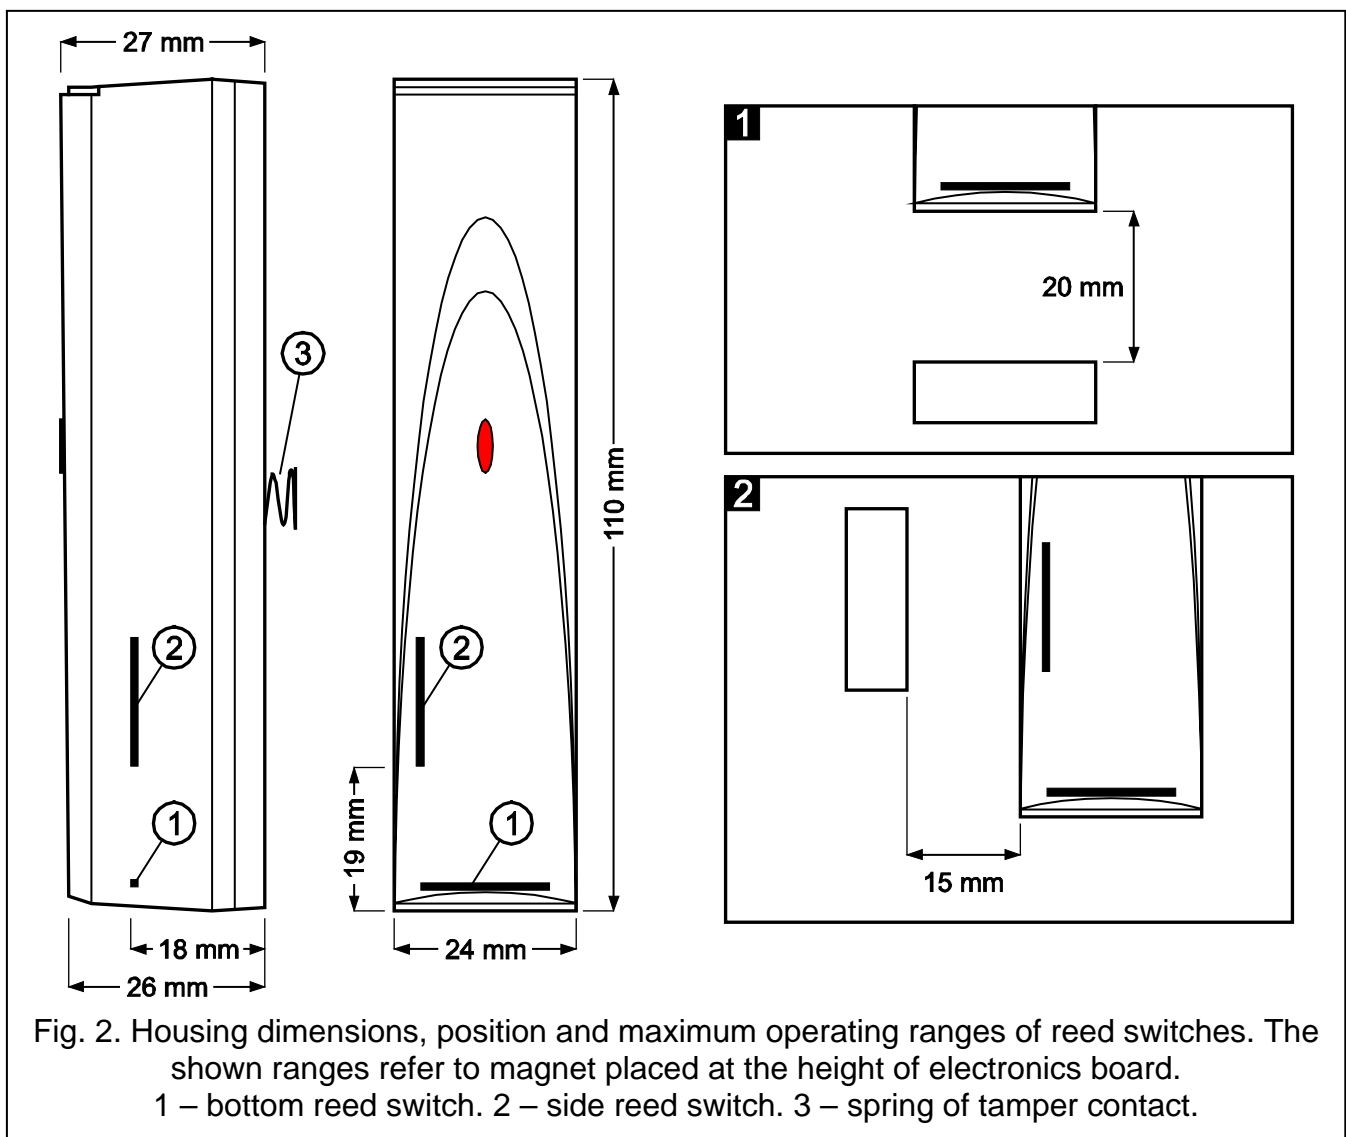 27 mm
3
2
1
18 mm
26 mm
2
1
19 mm
24 mm
110 mm
1
20 mm
2
15 mm
Fig. 2. Housing dimensions, position and maximum operating ranges of reed switches. The
shown ranges refer to magnet placed at the height of electronics board.
1 – bottom reed switch. 2 – side reed switch. 3 – spring of tamper contact.